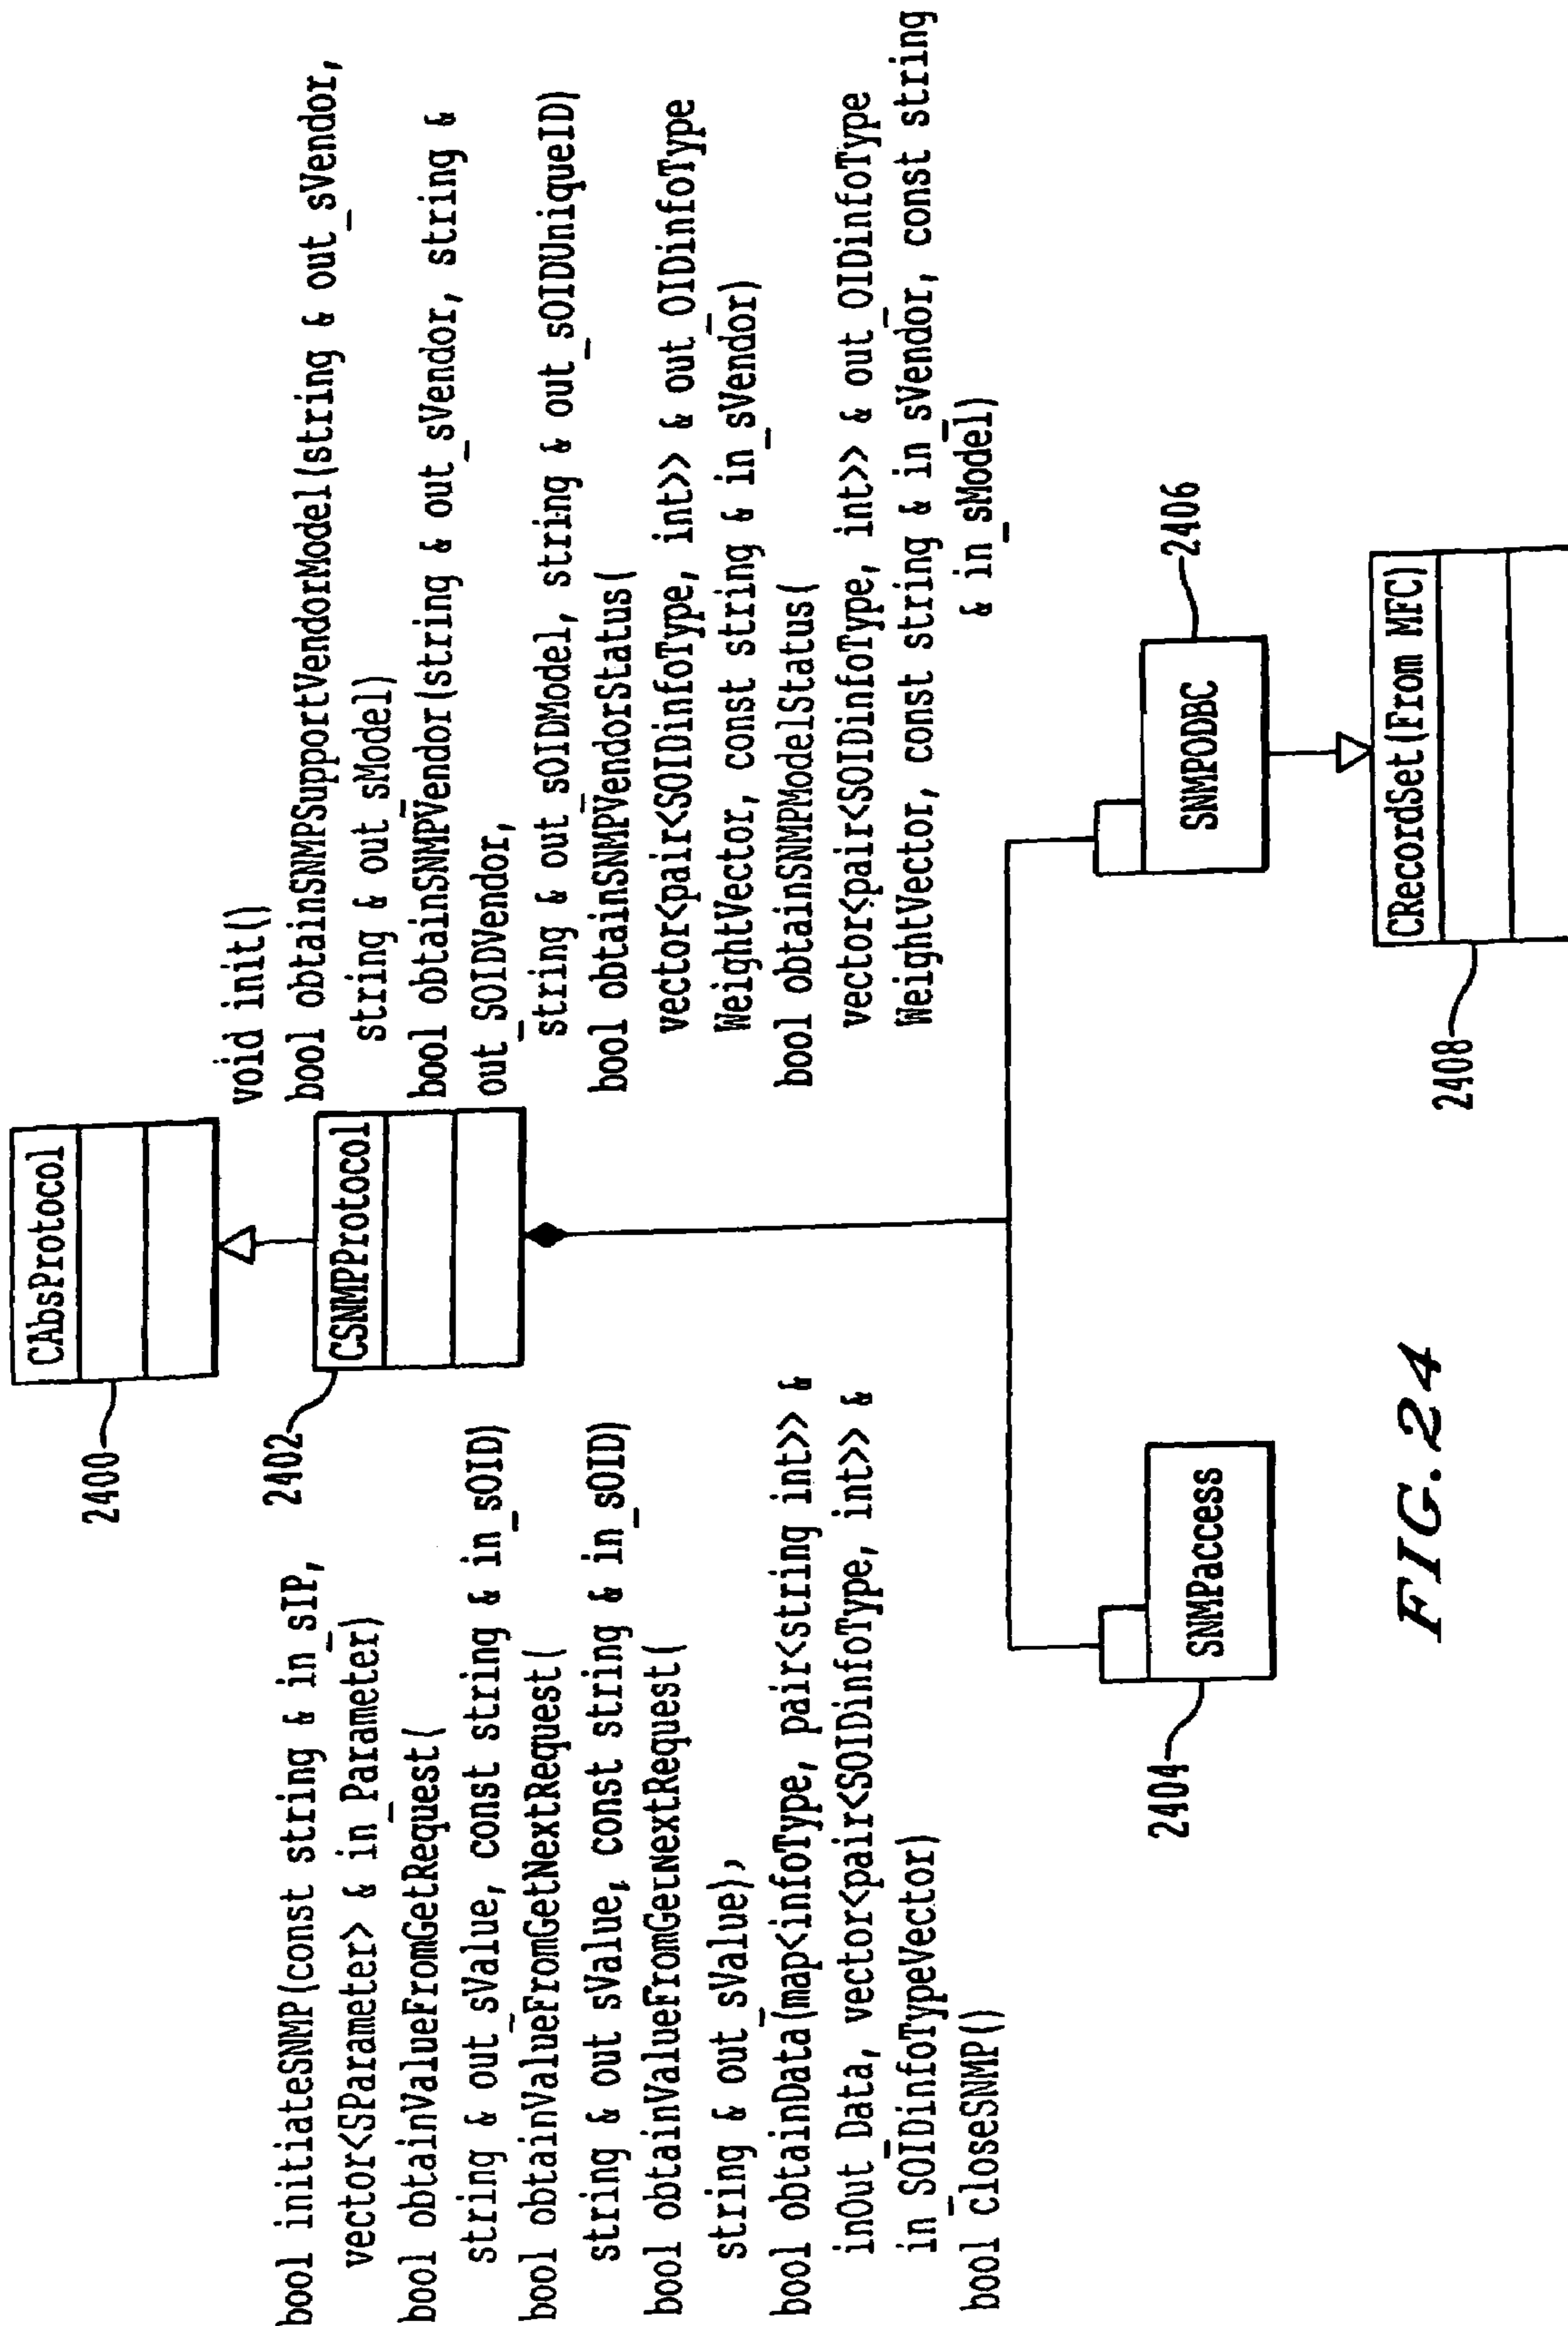 CAbsProtocol
2400
CSNMPProtocol
2402
bool initiateSNMP(const string & in_sIP,
vector<SParameter> & in_Parameter)
bool obtainValueFromGetRequest(
string & out_sValue, const string & in_sOID)
bool obtainValueFromGetNextRequest(
string & out_sValue, const string & in_sOID)
bool obtainValueFromGetNextRequest(
string & out_sValue),
bool obtainData(map<infoType, pair<string int>> &
inOut_Data, vector<pair<SOIDinfoType, int>> &
in_SOIDinfoTypeVector)
bool closeSNMP()
void init()
bool obtainSNMPSupportVendorModel(string & out_sVendor,
string & out_sModel)
bool obtainSNMPVendor(string & out_sVendor, string &
out_SOIDVendor,
string & out_sOIDModel, string & out_sOIDUniqueID)
bool obtainSNMPVendorStatus(
vector<pair<SOIDinfoType, int>> & out_OIDinfoType
WeightVector, const string & in_sVendor)
bool obtainSNMPModelStatus(
vector<pair<SOIDinfoType, int>> & out_OIDinfoType
WeightVector, const string & in_sVendor, const string
& in_sModel)
SNMPaccess
2404
SNMPODBC
2406
CRecordSet(From MFC)
2408
FIG.24